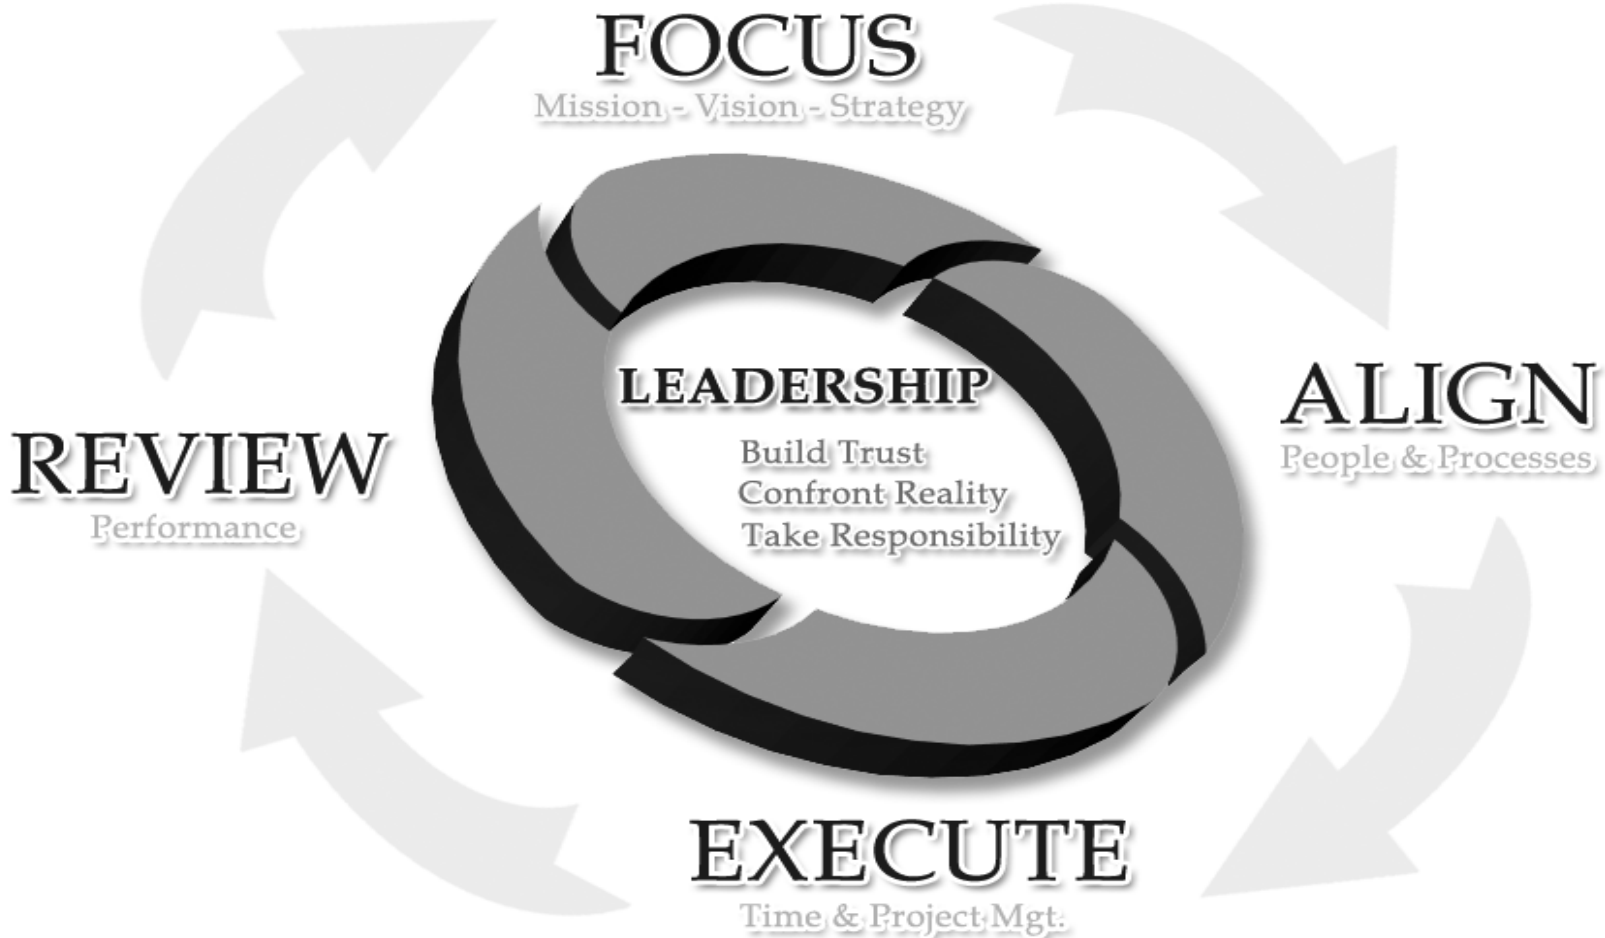 FOCUS
Mission - Vision - Strategy
LEADERSHIP
Build Trust
Confront Reality
Take Responsibility
ALIGN
People & Processes
REVIEW
Performance
EXECUTE
Time & Project Mgt.